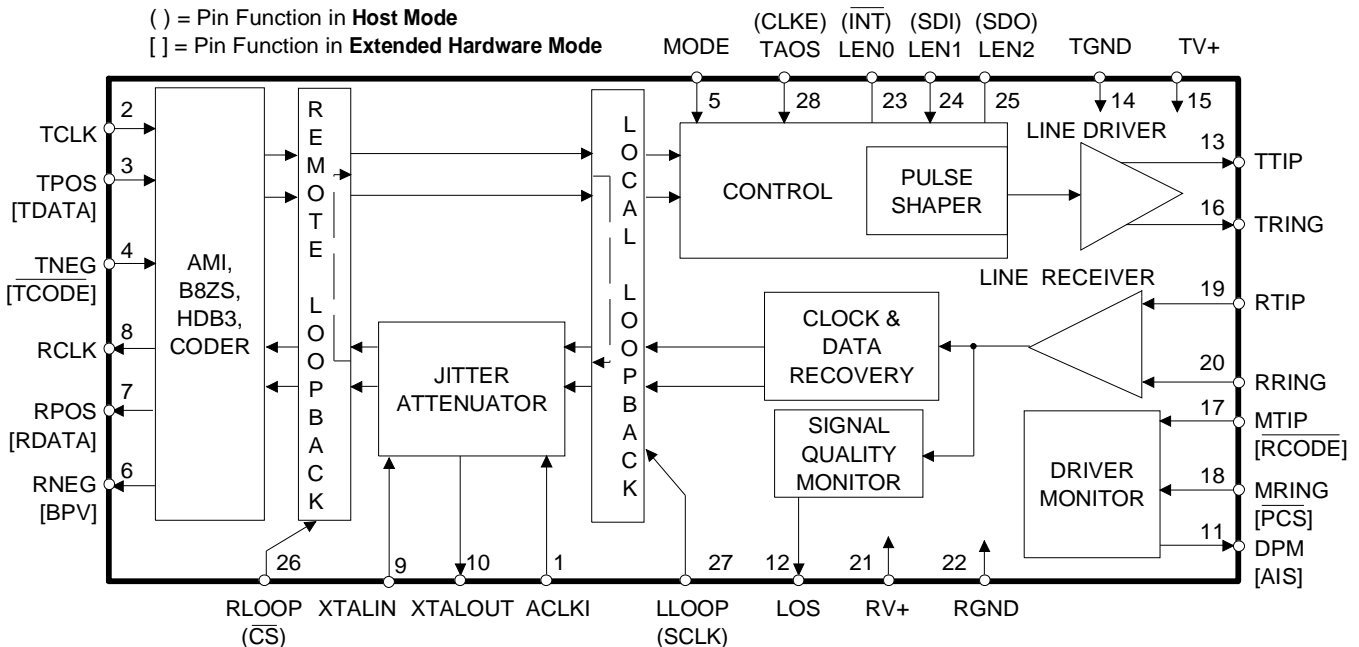 ( ) = Pin Function in Host Mode
[ ] = Pin Function in Extended Hardware Mode
MODE
(CLKE)
TAOS
(INT)
LEN0
(SDI)
LEN1
(SDO)
LEN2
TGND
TV+
5
28
23
24
25
14
15
2
TCLK
3
TPOS
[TDATA]
4
TNEG
[TCODE]
8
RCLK
7
RPOS
[RDATA]
6
RNEG
[BPV]
AMI,
B8ZS,
HDB3,
CODER
REMOTE LOOPBACK
JITTER
ATTENUATOR
LOCAL LOOPBACK
CONTROL
PULSE
SHAPER
LINE DRIVER
13
TTIP
16
TRING
LINE RECEIVER
19
RTIP
20
RRING
CLOCK &
DATA
RECOVERY
SIGNAL
QUALITY
MONITOR
DRIVER
MONITOR
17
MTIP
[RCODE]
18
MRING
[PCS]
11
DPM
[AIS]
26
9
10
1
27
12
21
22
RLOOP
(CS)
XTALIN
XTALOUT
ACLKI
LLOOP
(SCLK)
LOS
RV+
RGND